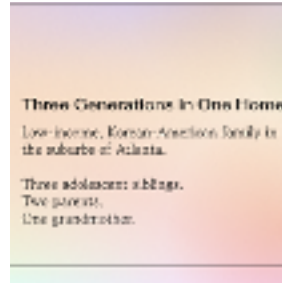 Three Generations in One Home
Low-income, Korean-American family in
the suburbs of Atlanta.
Three adolescent siblings.
Two parents.
One grandmother.